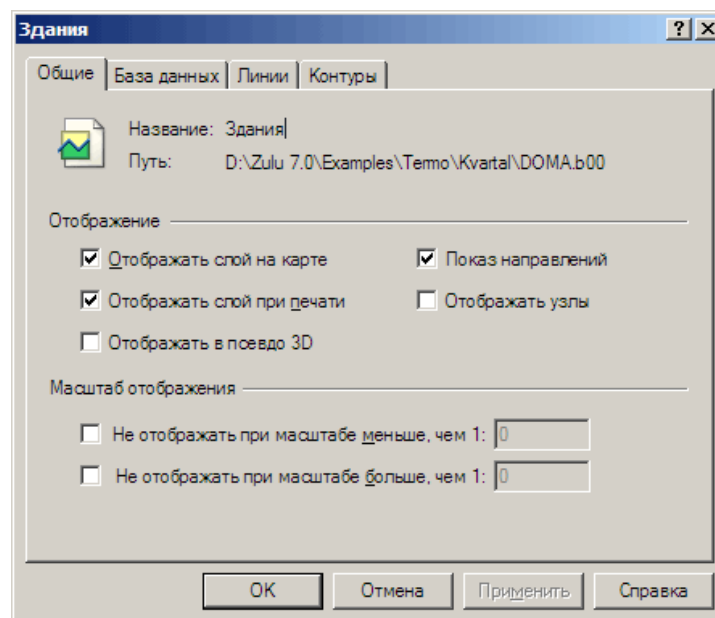 Здания
Общие База данных Линии Контуры
Название: Здания
Путь: D:\Zulu 7.0\Examples\Termo\Kvartal\DOMA.b00
Отображение
Отображать слой на карте Показ направлений
Отображать слой при печати Отображать узлы
Отображать в псевдо 3D
Масштаб отображения
Не отображать при масштабе меньше, чем 1: 0
Не отображать при масштабе больше, чем 1: 0
OK Отмена Применить Справка